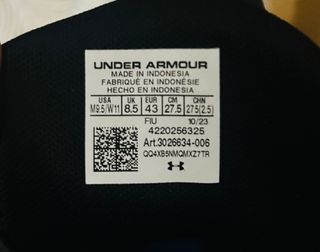 UNDER ARMOUR
MADE IN INDONESIA
FABRIQUÉ EN INDONÉSIE
HECHO EN INDONESIA
USA UK EUR CM CHN
M9.5/W11 8.5 43 27.5 275(2.5)
FIU 10/23
4220256325
Art.3026634-006
QQ4XB5NMQMXZ7TR